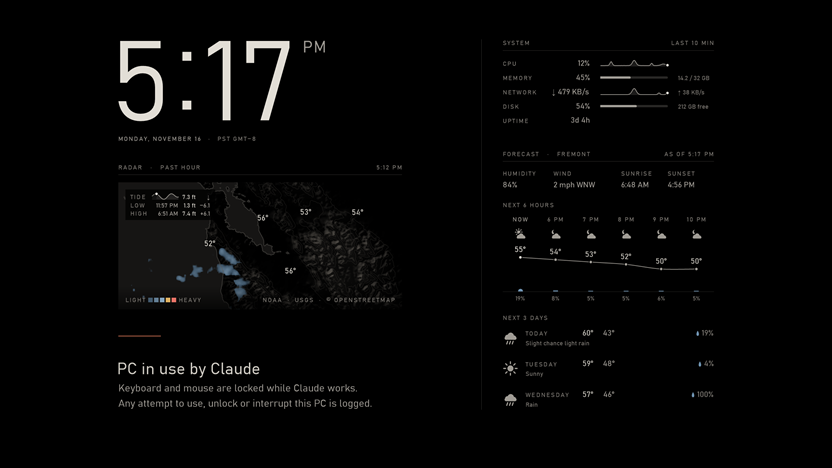 5:17 PM
MONDAY, NOVEMBER 16 · PST GMT-8
RADAR · PAST HOUR 5:12 PM
TIDE 7.3 ft ↓
LOW 11:57 PM 1.3 ft -6.1
HIGH 6:51 AM 7.4 ft +6.1
56° 53° 54°
52°
56°
LIGHT HEAVY NOAA · USGS · © OPENSTREETMAP
PC in use by Claude
Keyboard and mouse are locked while Claude works.
Any attempt to use, unlock or interrupt this PC is logged.
SYSTEM LAST 10 MIN
CPU 12%
MEMORY 45% 14.2 / 32 GB
NETWORK ↓ 479 KB/s ↑ 38 KB/s
DISK 54% 212 GB free
UPTIME 3d 4h
FORECAST · FREMONT AS OF 5:17 PM
HUMIDITY WIND SUNRISE SUNSET
84% 2 mph WNW 6:48 AM 4:56 PM
NEXT 6 HOURS
NOW 6 PM 7 PM 8 PM 9 PM 10 PM
55° 54° 53° 52° 50° 50°
19% 8% 5% 5% 6% 5%
NEXT 3 DAYS
TODAY 60° 43° 19%
Slight chance light rain
TUESDAY 59° 48° 4%
Sunny
WEDNESDAY 57° 46° 100%
Rain